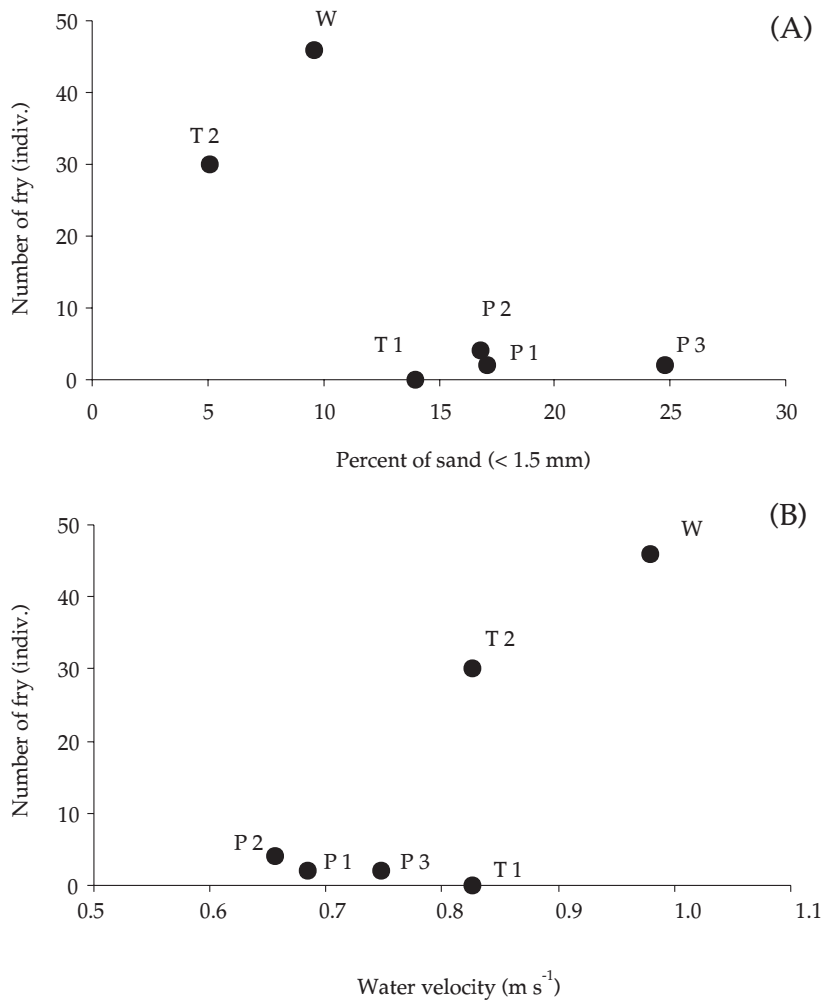 (A)
50
W
40
T 2
30
20
10
P 2
T 1
P 1
P 3
0
0 5 10 15 20 25 30
Number of fry (indiv.)
Percent of sand (< 1.5 mm)
(B)
50
W
40
T 2
30
20
10
P 2
P 1
P 3
T 1
0
0.5 0.6 0.7 0.8 0.9 1.0 1.1
Number of fry (indiv.)
Water velocity (m s⁻¹)